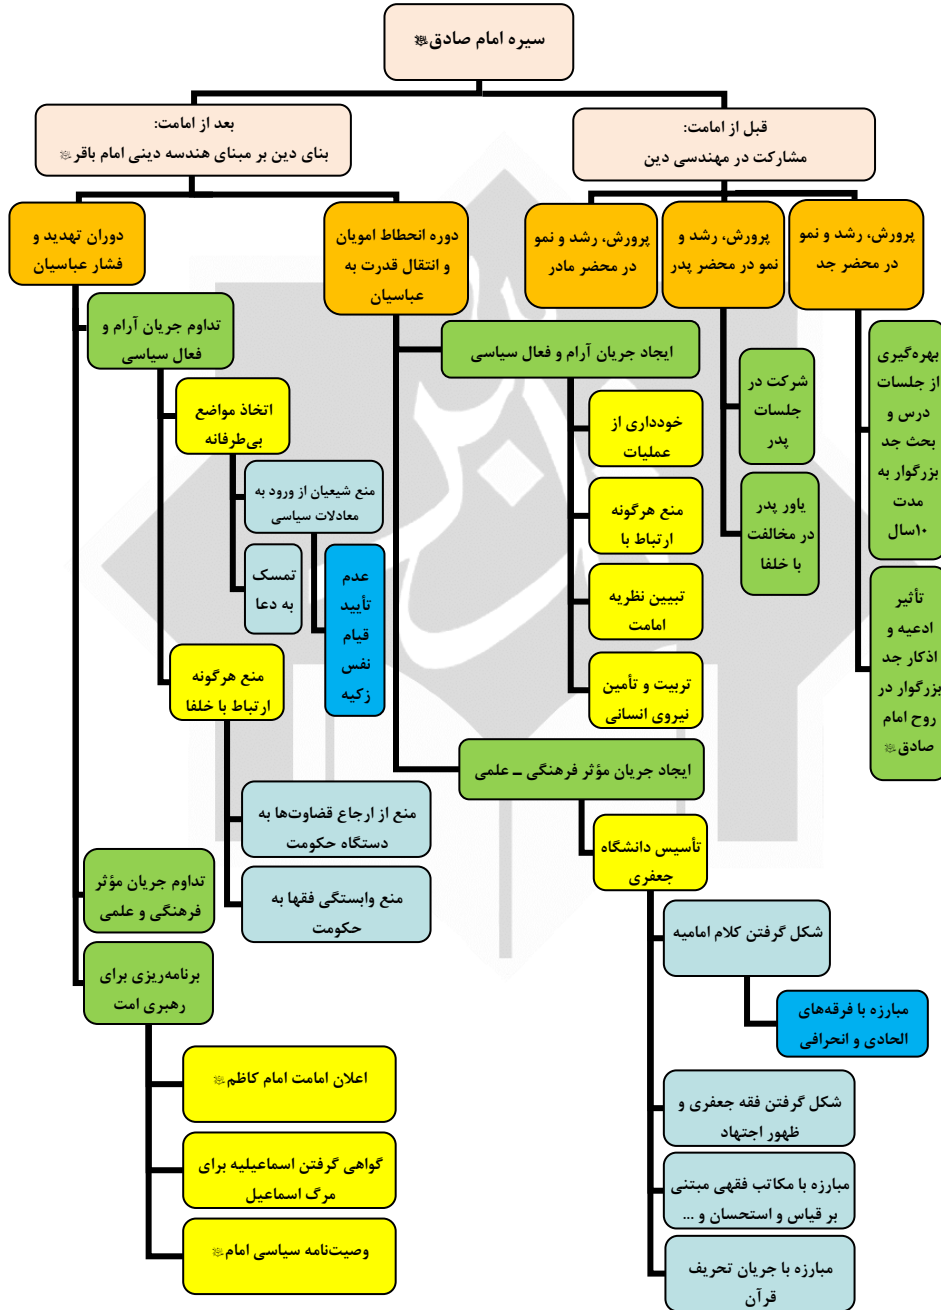 سیره امام صادق؏
قبل از امامت:
مشارکت در مهندسی دین
بعد از امامت:
بنای دین بر مبنای هندسه دینی امام باقر؏
پرورش، رشد و نمو
در محضر جد
پرورش، رشد و
نمو در محضر پدر
پرورش، رشد و نمو
در محضر مادر
دوره انحطاط امویان
و انتقال قدرت به
عباسیان
دوران تهدید و
فشار عباسیان
بهره‌گیری
از جلسات
درس و
بحث جد
بزرگوار به
مدت
۱۰سال
تأثیر
ادعیه و
اذکار جد
بزرگوار در
روح امام
صادق؏
شرکت در
جلسات
پدر
یاور پدر
در مخالفت
با خلفا
ایجاد جریان آرام و فعال سیاسی
خودداری از
عملیات
منع هرگونه
ارتباط با
تبیین نظریه
امامت
تربیت و تأمین
نیروی انسانی
ایجاد جریان مؤثر فرهنگی ـ علمی
تأسیس دانشگاه
جعفری
شکل گرفتن کلام امامیه
مبارزه با فرقه‌های
الحادی و انحرافی
شکل گرفتن فقه جعفری و
ظهور اجتهاد
مبارزه با مکاتب فقهی مبتنی
بر قیاس و استحسان و ...
مبارزه با جریان تحریف
قرآن
تداوم جریان آرام و
فعال سیاسی
اتخاذ مواضع
بی‌طرفانه
منع شیعیان از ورود به
معادلات سیاسی
عدم
تأیید
قیام
نفس
زکیه
تمسک
به دعا
منع هرگونه
ارتباط با خلفا
منع از ارجاع قضاوت‌ها به
دستگاه حکومت
منع وابستگی فقها به
حکومت
تداوم جریان مؤثر
فرهنگی و علمی
برنامه‌ریزی برای
رهبری امت
اعلان امامت امام کاظم؏
گواهی گرفتن اسماعیلیه برای
مرگ اسماعیل
وصیت‌نامه سیاسی امام؏